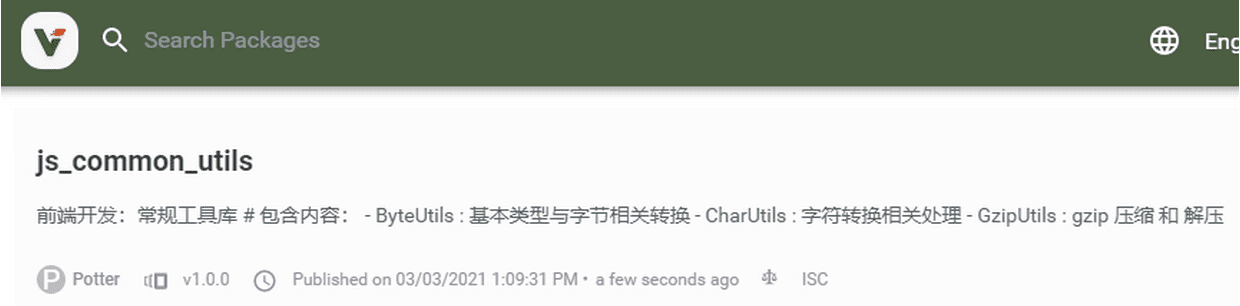 Search Packages
Eng
js_common_utils
前端开发：常规工具库 # 包含内容： - ByteUtils : 基本类型与字节相关转换 - CharUtils : 字符转换相关处理 - GzipUtils : gzip 压缩 和 解压
P Potter v1.0.0 Published on 03/03/2021 1:09:31 PM • a few seconds ago ISC